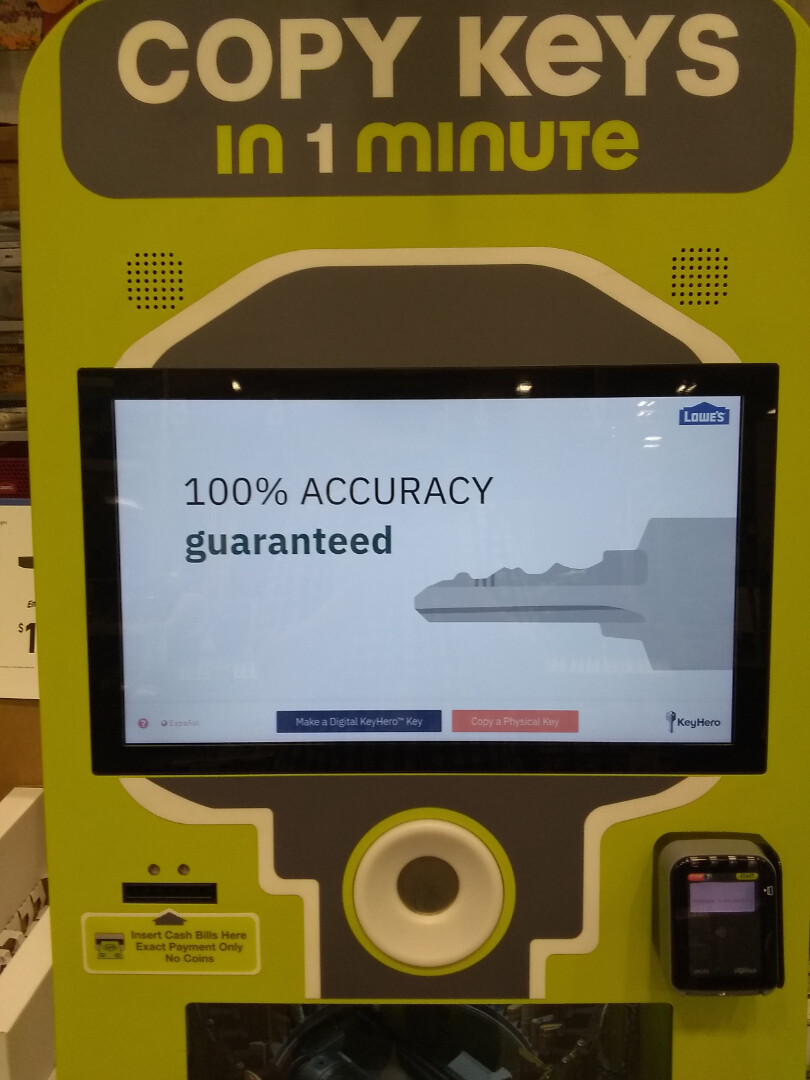 COPY KeYS
in 1 minute
LOWE'S
100% ACCURACY
guaranteed
? Español
Make a Digital KeyHero™ Key
Copy a Physical Key
KeyHero
$1
Insert Cash Bills Here
Exact Payment Only
No Coins